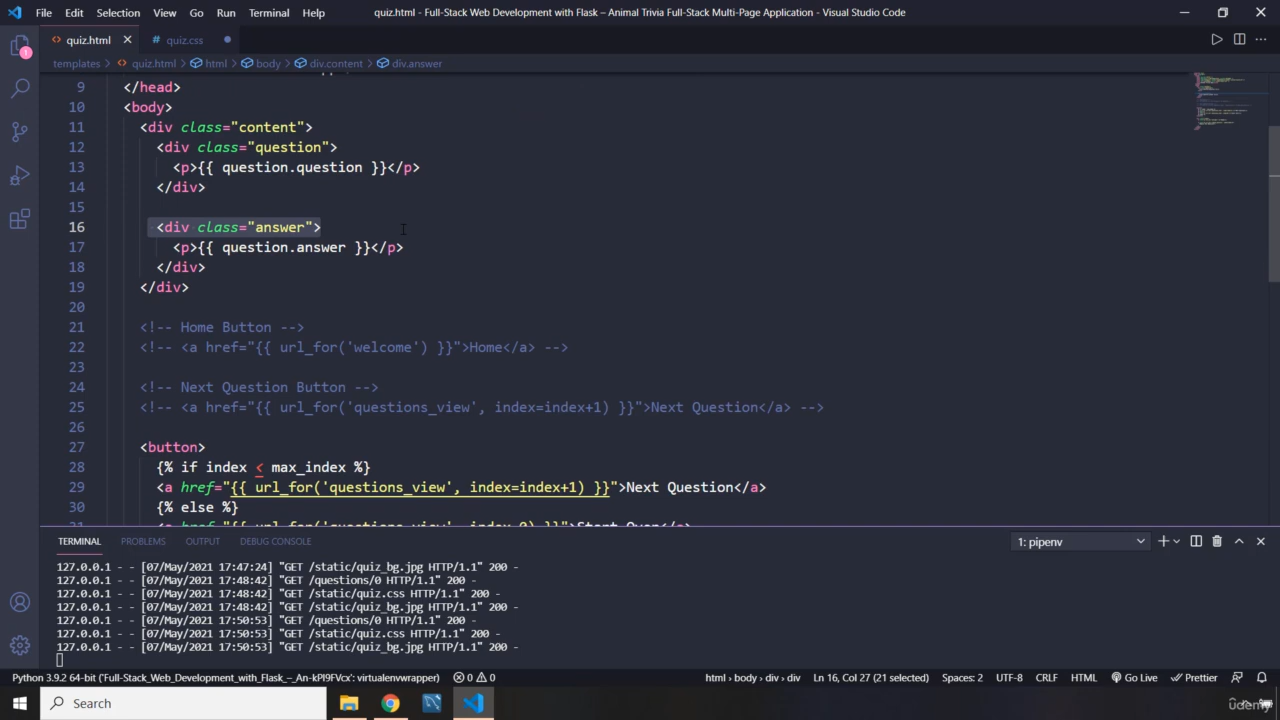 File Edit Selection View Go Run Terminal Help quiz.html - Full-Stack Web Development with Flask – Animal Trivia Full-Stack Multi-Page Application - Visual Studio Code
quiz.html quiz.css
templates > quiz.html > html > body > div.content > div.answer
9 </head>
10 <body>
11 <div class="content">
12 <div class="question">
13 <p>{{ question.question }}</p>
14 </div>
15
16 <div class="answer">
17 <p>{{ question.answer }}</p>
18 </div>
19 </div>
20
21 <!-- Home Button -->
22 <!-- <a href="{{ url_for('welcome') }}">Home</a> -->
23
24 <!-- Next Question Button -->
25 <!-- <a href="{{ url_for('questions_view', index=index+1) }}">Next Question</a> -->
26
27 <button>
28 {% if index < max_index %}
29 <a href="{{ url_for('questions_view', index=index+1) }}">Next Question</a>
30 {% else %}
31 <a href="{{ url_for('questions_view', index=0) }}">Start Over</a>
TERMINAL PROBLEMS OUTPUT DEBUG CONSOLE 1: pipenv
127.0.0.1 - - [07/May/2021 17:47:24] "GET /static/quiz_bg.jpg HTTP/1.1" 200 -
127.0.0.1 - - [07/May/2021 17:48:42] "GET /questions/0 HTTP/1.1" 200 -
127.0.0.1 - - [07/May/2021 17:48:42] "GET /static/quiz.css HTTP/1.1" 200 -
127.0.0.1 - - [07/May/2021 17:48:42] "GET /static/quiz_bg.jpg HTTP/1.1" 200 -
127.0.0.1 - - [07/May/2021 17:50:53] "GET /questions/0 HTTP/1.1" 200 -
127.0.0.1 - - [07/May/2021 17:50:53] "GET /static/quiz.css HTTP/1.1" 200 -
127.0.0.1 - - [07/May/2021 17:50:53] "GET /static/quiz_bg.jpg HTTP/1.1" 200 -
Python 3.9.2 64-bit ('Full-Stack_Web_Development_with_Flask_–_An-kPI9FVcx': virtualenvwrapper) 0 0 html > body > div > div Ln 16, Col 27 (21 selected) Spaces: 2 UTF-8 CRLF HTML Go Live Prettier
Search
udemy